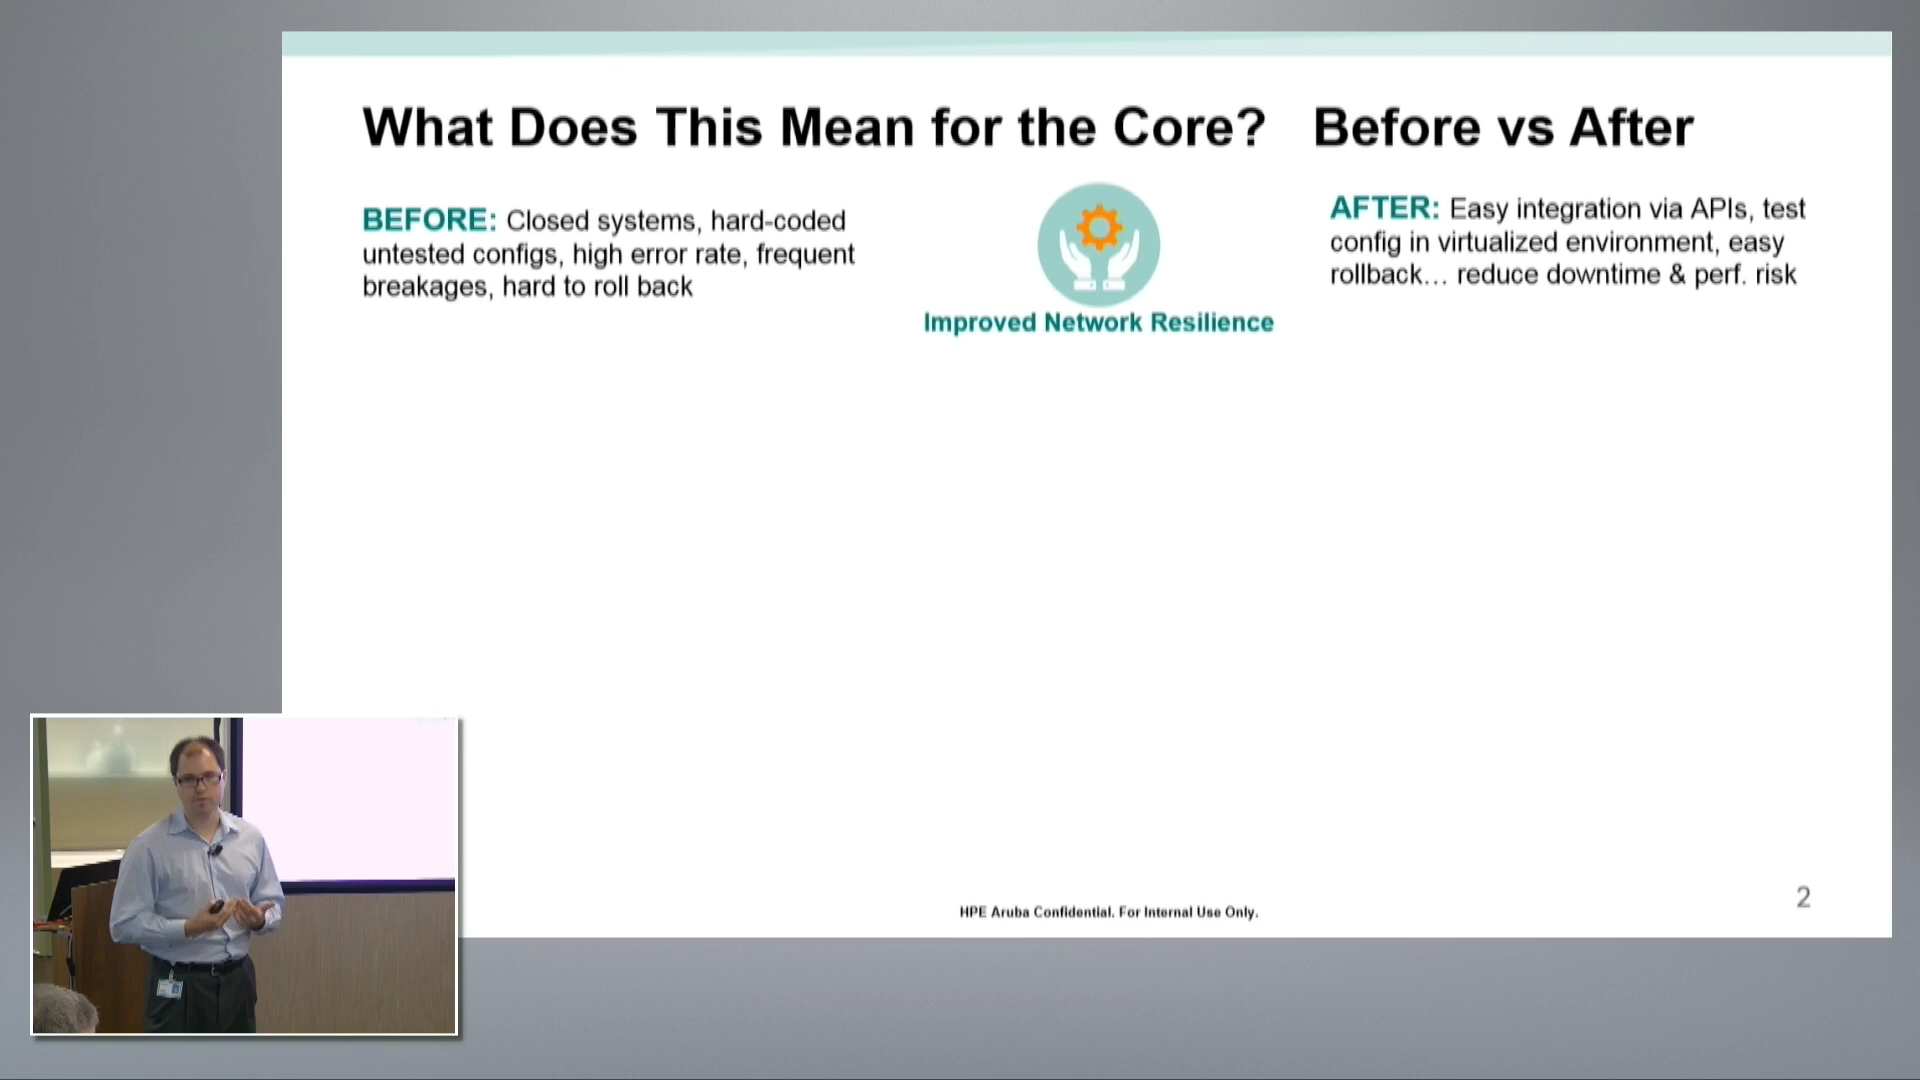 What Does This Mean for the Core? Before vs After
BEFORE: Closed systems, hard-coded
untested configs, high error rate, frequent
breakages, hard to roll back
Improved Network Resilience
AFTER: Easy integration via APIs, test
config in virtualized environment, easy
rollback... reduce downtime & perf. risk
HPE Aruba Confidential. For Internal Use Only.
2